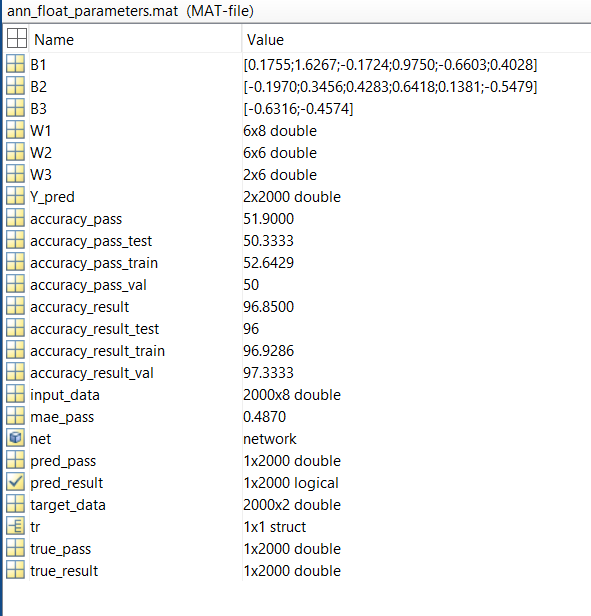 ann_float_parameters.mat (MAT-file)
Name Value
B1 [0.1755;1.6267;-0.1724;0.9750;-0.6603;0.4028]
B2 [-0.1970;0.3456;0.4283;0.6418;0.1381;-0.5479]
B3 [-0.6316;-0.4574]
W1 6x8 double
W2 6x6 double
W3 2x6 double
Y_pred 2x2000 double
accuracy_pass 51.9000
accuracy_pass_test 50.3333
accuracy_pass_train 52.6429
accuracy_pass_val 50
accuracy_result 96.8500
accuracy_result_test 96
accuracy_result_train 96.9286
accuracy_result_val 97.3333
input_data 2000x8 double
mae_pass 0.4870
net network
pred_pass 1x2000 double
pred_result 1x2000 logical
target_data 2000x2 double
tr 1x1 struct
true_pass 1x2000 double
true_result 1x2000 double